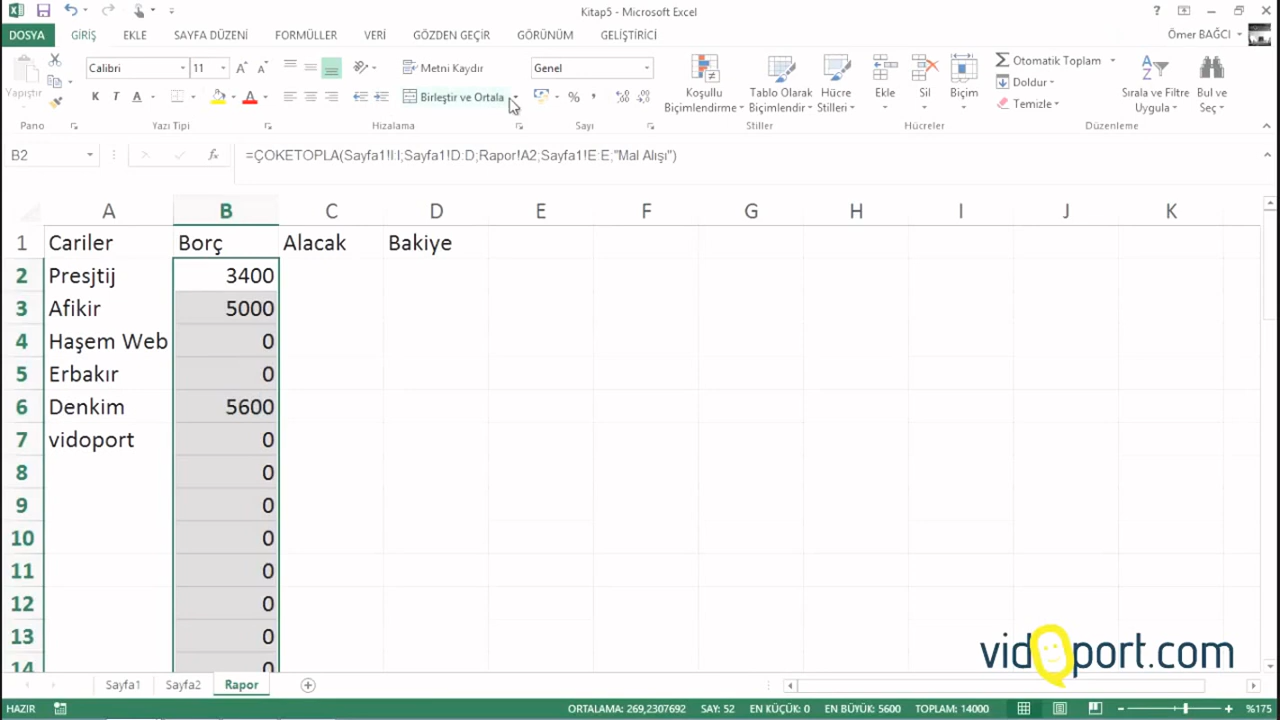 Kitap5 - Microsoft Excel
DOSYA GİRİŞ EKLE SAYFA DÜZENİ FORMÜLLER VERİ GÖZDEN GEÇİR GÖRÜNÜM GELİŞTİRİCİ Ömer BAĞCI
Yapıştır
Pano
Calibri 11
K T A
Yazı Tipi
Metni Kaydır
Birleştir ve Ortala
Hizalama
Genel
%
Sayı
Koşullu Biçimlendirme
Tablo Olarak Biçimlendir
Hücre Stilleri
Stiller
Ekle
Sil
Biçim
Hücreler
Otomatik Toplam
Doldur
Temizle
Sırala ve Filtre Uygula
Bul ve Seç
Düzenleme
B2 fx =ÇOKETOPLA(Sayfa1!I:I;Sayfa1!D:D;Rapor!A2;Sayfa1!E:E;"Mal Alışı")
A B C D E F G H I J K
1 Cariler Borç Alacak Bakiye
2 Presjtij 3400
3 Afikir 5000
4 Haşem Web 0
5 Erbakır 0
6 Denkim 5600
7 vidoport 0
8 0
9 0
10 0
11 0
12 0
13 0
14 0
vidoport.com
Sayfa1 Sayfa2 Rapor
HAZIR ORTALAMA: 269,2307692 SAY: 52 EN KÜÇÜK: 0 EN BÜYÜK: 5600 TOPLAM: 14000 %175